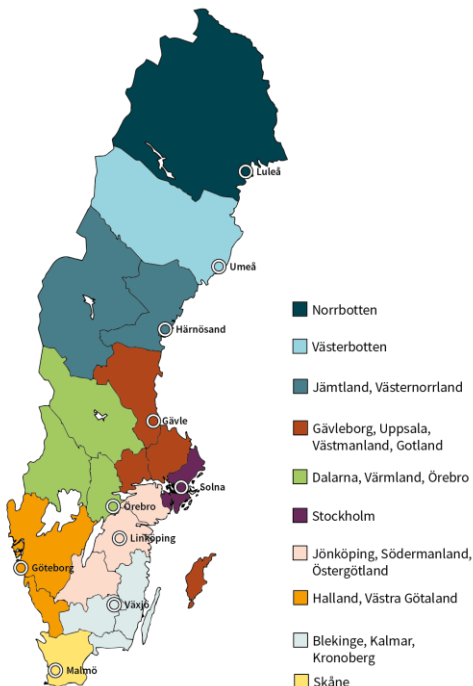 Luleå
Umeå
Härnösand
Gävle
Solna
Örebro
Linköping
Göteborg
Växjö
Malmö
Norrbotten
Västerbotten
Jämtland, Västernorrland
Gävleborg, Uppsala,
Västmanland, Gotland
Dalarna, Värmland, Örebro
Stockholm
Jönköping, Södermanland,
Östergötland
Halland, Västra Götaland
Blekinge, Kalmar,
Kronoberg
Skåne